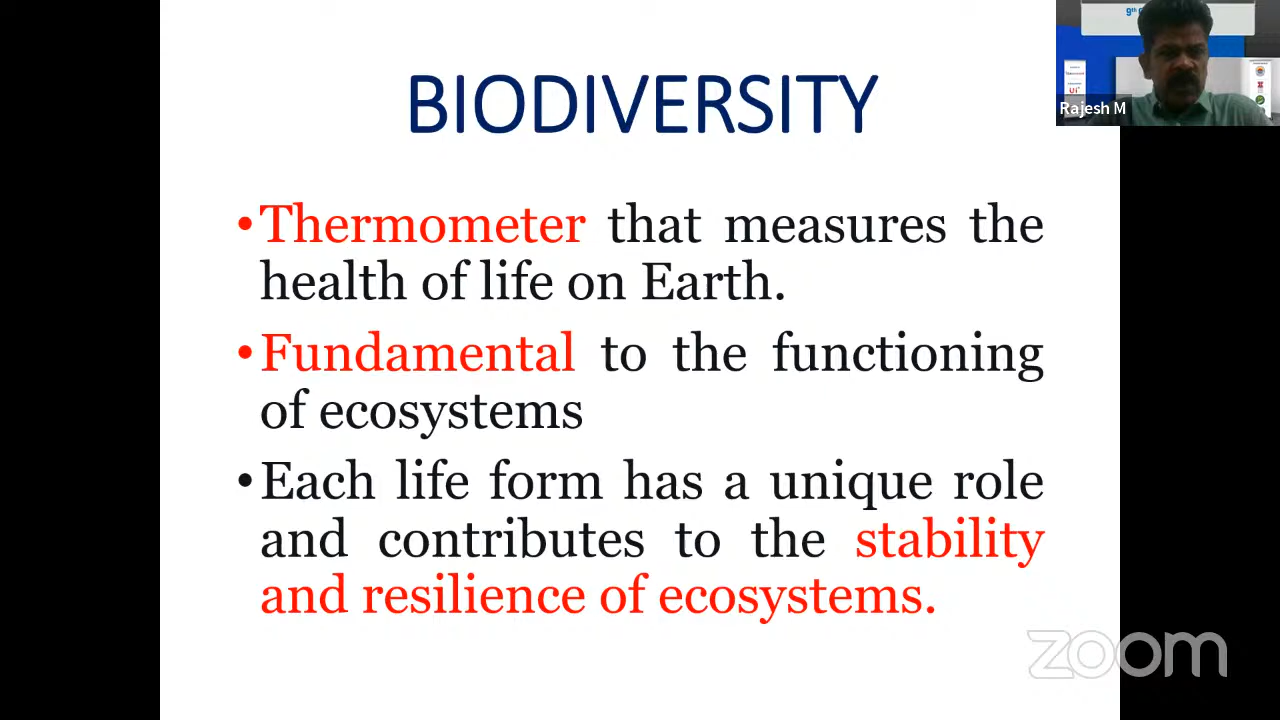 9th
Rajesh M
BIODIVERSITY
•Thermometer that measures the
health of life on Earth.
•Fundamental to the functioning
of ecosystems
•Each life form has a unique role
and contributes to the stability
and resilience of ecosystems.
zoom